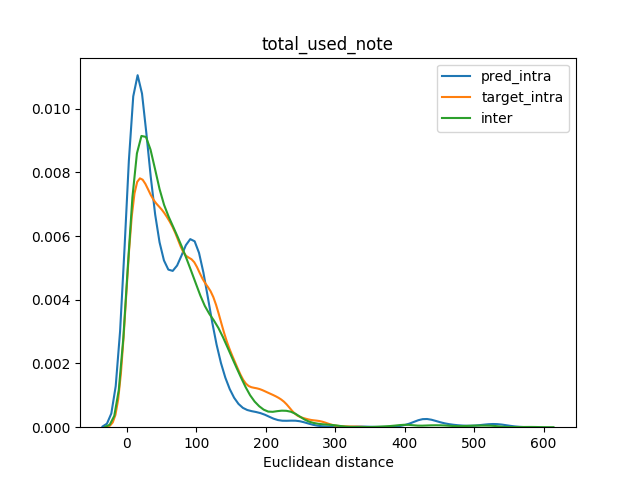 total_used_note
pred_intra
target_intra
inter
0.010
0.008
0.006
0.004
0.002
0.000
0 100 200 300 400 500 600
Euclidean distance